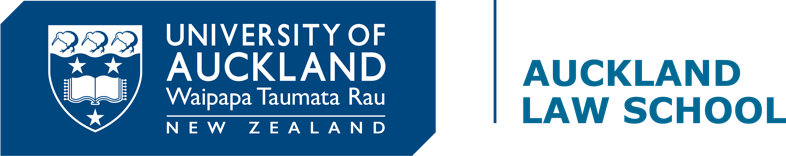 UNIVERSITY OF
AUCKLAND
Waipapa Taumata Rau
NEW ZEALAND
AUCKLAND
LAW SCHOOL